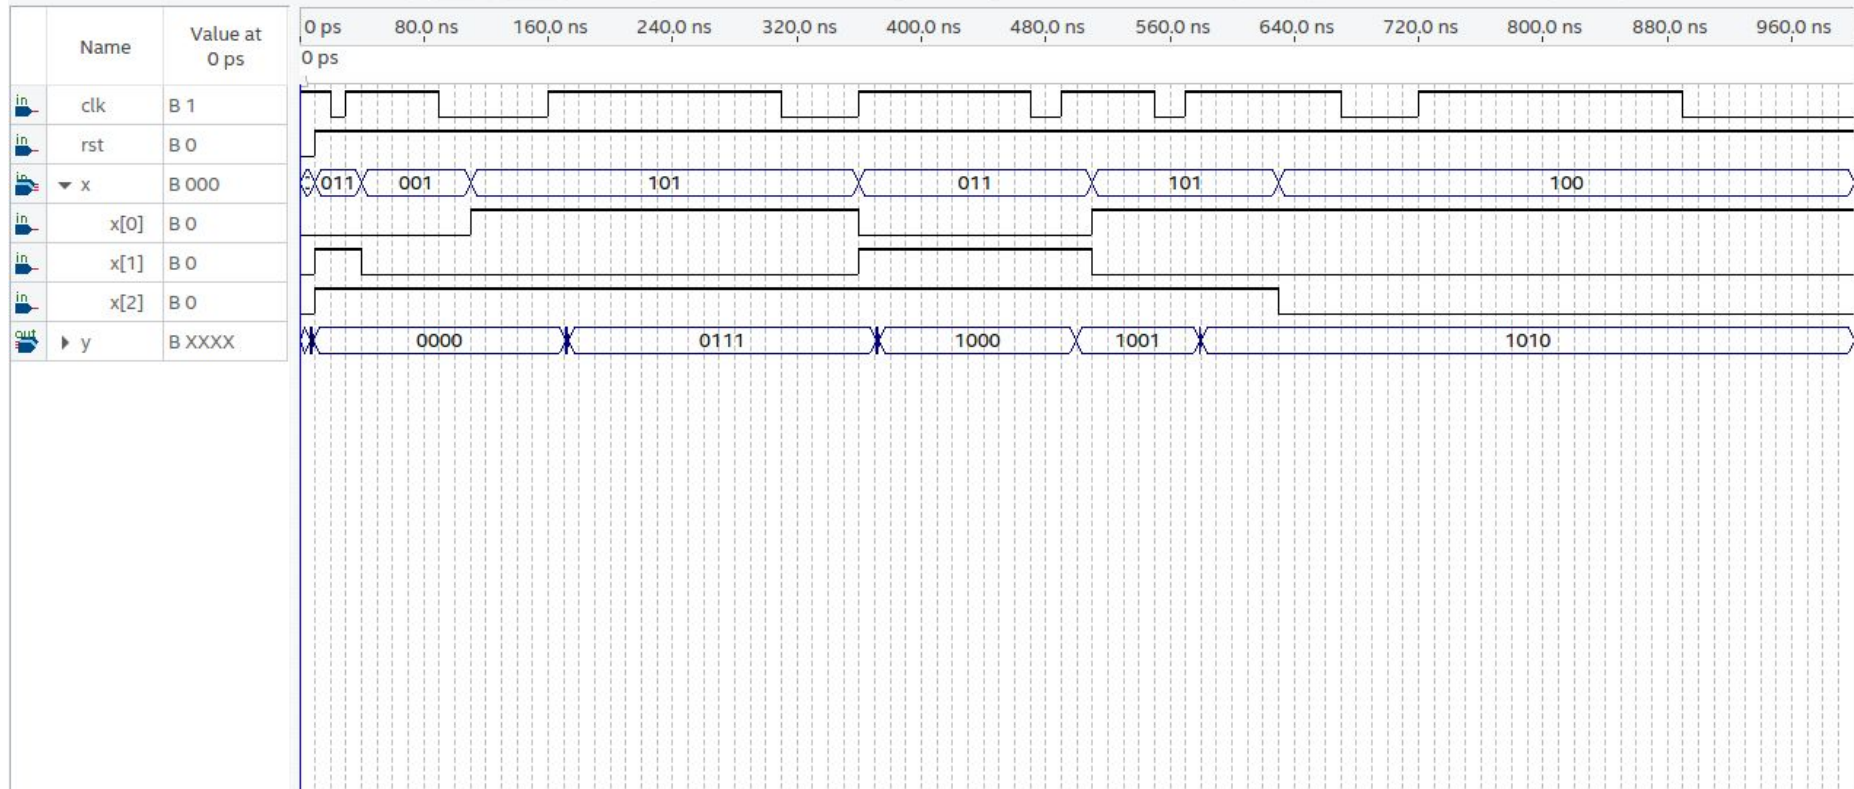 Name
Value at
0 ps
0 ps 80.0 ns 160.0 ns 240.0 ns 320.0 ns 400.0 ns 480.0 ns 560.0 ns 640.0 ns 720.0 ns 800.0 ns 880.0 ns 960.0 ns
0 ps
in clk B 1
in rst B 0
in x B 000 011 001 101 011 101 100
in x[0] B 0
in x[1] B 0
in x[2] B 0
out y B XXXX 0000 0111 1000 1001 1010